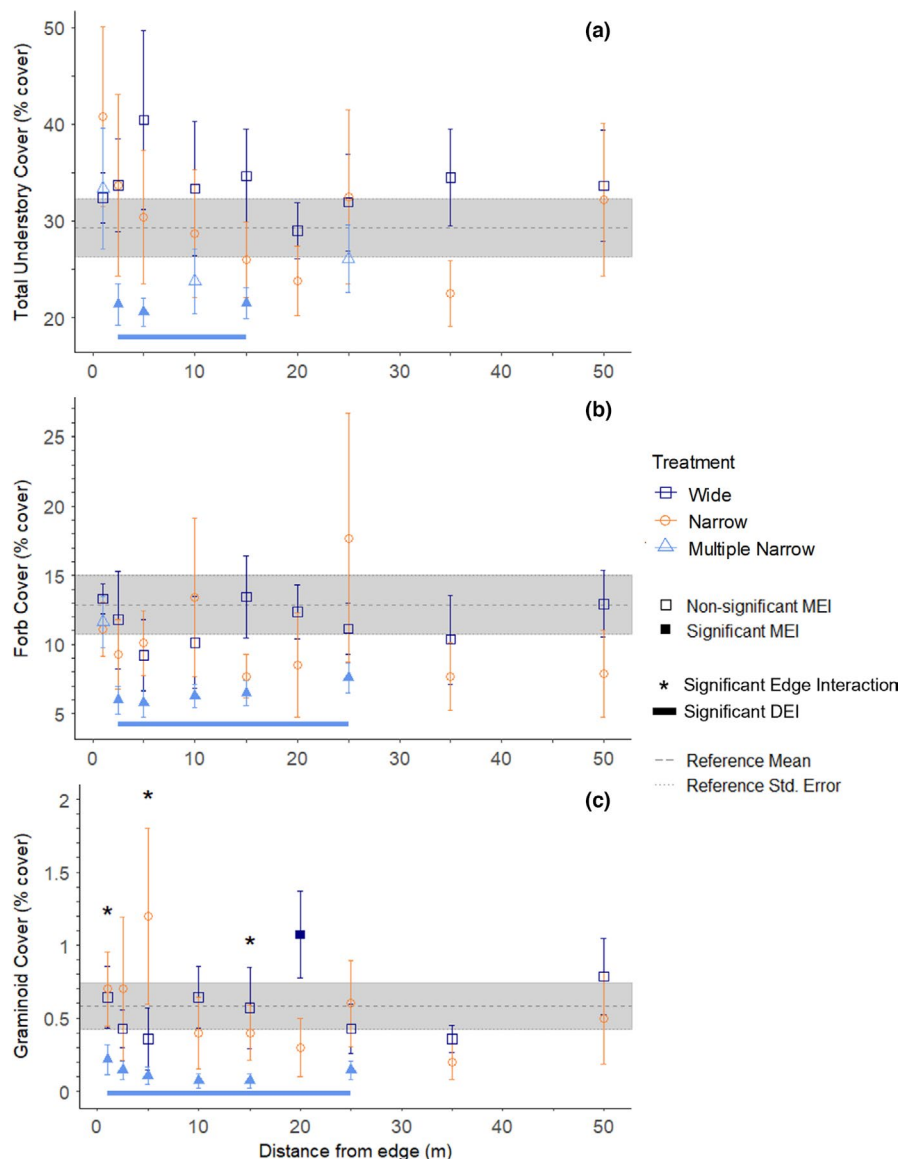 (a)
Total Understory Cover (% cover)
50
40
30
20
0
10
20
30
40
50
(b)
Forb Cover (% cover)
25
20
15
10
5
0
10
20
30
40
50
(c)
Graminoid Cover (% cover)
2
1.5
1
0.5
0
*
*
*
0
10
20
30
40
50
Distance from edge (m)
Treatment
Wide
Narrow
Multiple Narrow
Non-significant MEI
Significant MEI
* Significant Edge Interaction
Significant DEI
Reference Mean
Reference Std. Error